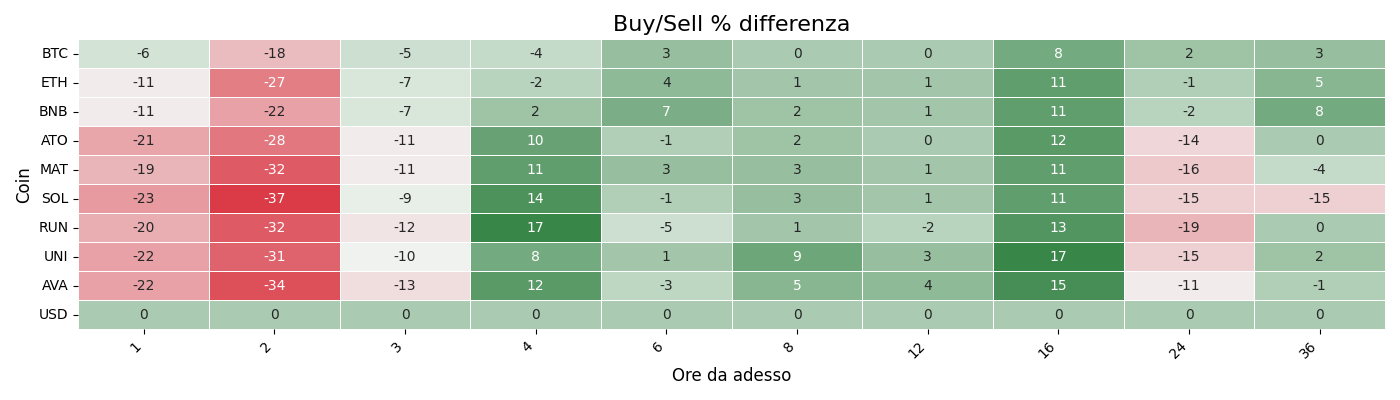 Buy/Sell % differenza
Coin
BTC -6 -18 -5 -4 3 0 0 8 2 3
ETH -11 -27 -7 -2 4 1 1 11 -1 5
BNB -11 -22 -7 2 7 2 1 11 -2 8
ATO -21 -28 -11 10 -1 2 0 12 -14 0
MAT -19 -32 -11 11 3 3 1 11 -16 -4
SOL -23 -37 -9 14 -1 3 1 11 -15 -15
RUN -20 -32 -12 17 -5 1 -2 13 -19 0
UNI -22 -31 -10 8 1 9 3 17 -15 2
AVA -22 -34 -13 12 -3 5 4 15 -11 -1
USD 0 0 0 0 0 0 0 0 0 0
1 2 3 4 6 8 12 16 24 36
Ore da adesso